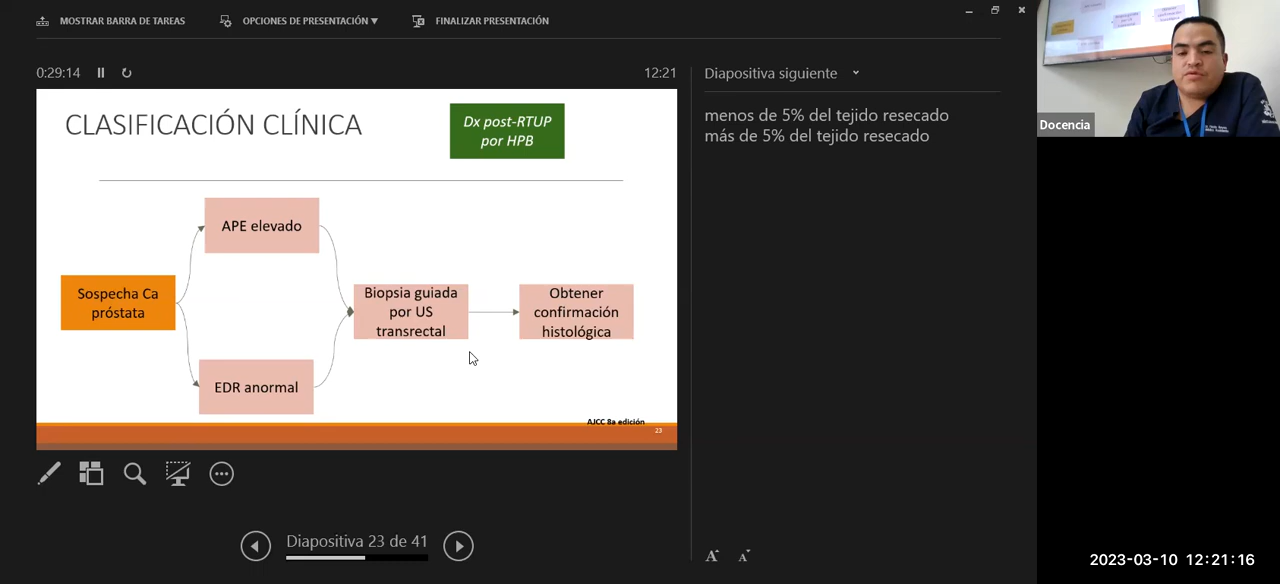 MOSTRAR BARRA DE TAREAS
OPCIONES DE PRESENTACIÓN ▼
FINALIZAR PRESENTACIÓN
0:29:14
12:21
CLASIFICACIÓN CLÍNICA
Dx post-RTUP
por HPB
APE elevado
Sospecha Ca
próstata
Biopsia guiada
por US
transrectal
Obtener
confirmación
histológica
EDR anormal
AJCC 8a edición
23
Diapositiva 23 de 41
Diapositiva siguiente
menos de 5% del tejido resecado
más de 5% del tejido resecado
A
A
Docencia
2023-03-10 12:21:16